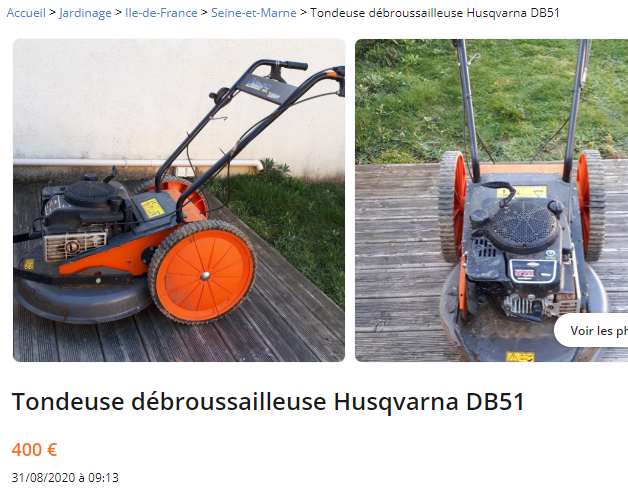 Accueil > Jardinage > Ile-de-France > Seine-et-Marne > Tondeuse débroussailleuse Husqvarna DB51
Voir les ph
Tondeuse débroussailleuse Husqvarna DB51
400 €
31/08/2020 à 09:13